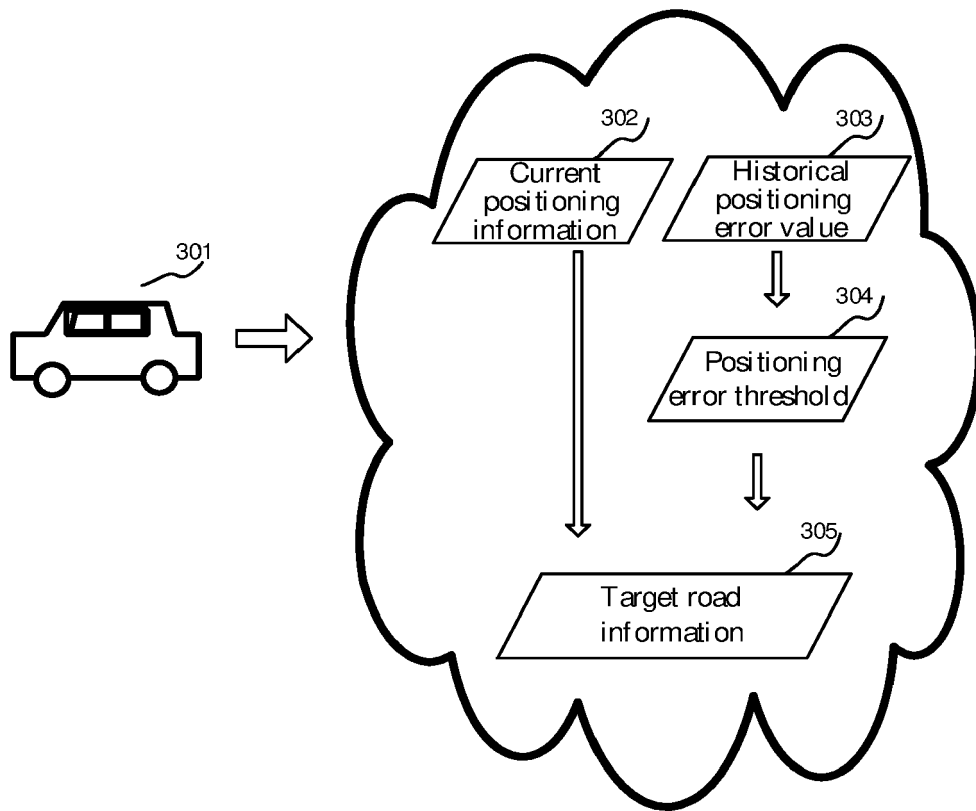 302
303
Current
positioning
information
Historical
positioning
error value
301
304
Positioning
error threshold
305
Target road
information